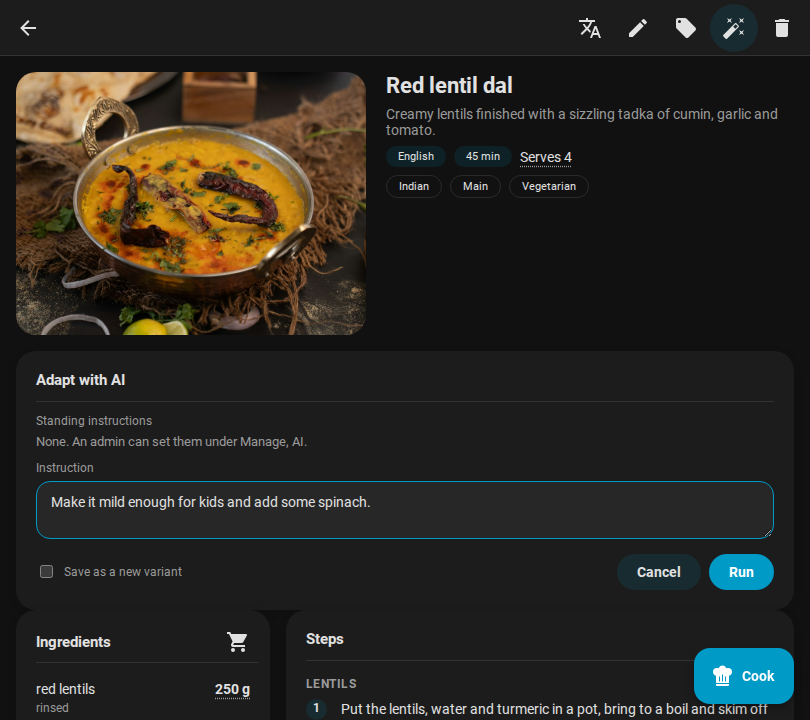 Red lentil dal
Creamy lentils finished with a sizzling tadka of cumin, garlic and
tomato.
English
45 min
Serves 4
Indian
Main
Vegetarian
Adapt with AI
Standing instructions
None. An admin can set them under Manage, AI.
Instruction
Make it mild enough for kids and add some spinach.
Save as a new variant
Cancel
Run
Ingredients
red lentils
250 g
rinsed
Steps
LENTILS
1
Put the lentils, water and turmeric in a pot, bring to a boil and skim off
Cook